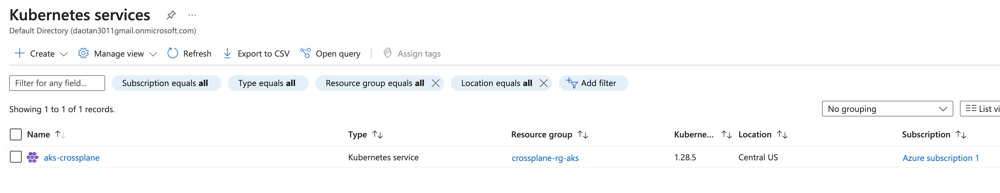 Kubernetes services ...
Default Directory (daotan3011gmail.onmicrosoft.com)
Create Manage view Refresh Export to CSV Open query Assign tags
Filter for any field... Subscription equals all Type equals all Resource group equals all Location equals all Add filter
Showing 1 to 1 of 1 records. No grouping List vi
Name Type Resource group Kuberne... Location Subscription
aks-crossplane Kubernetes service crossplane-rg-aks 1.28.5 Central US Azure subscription 1